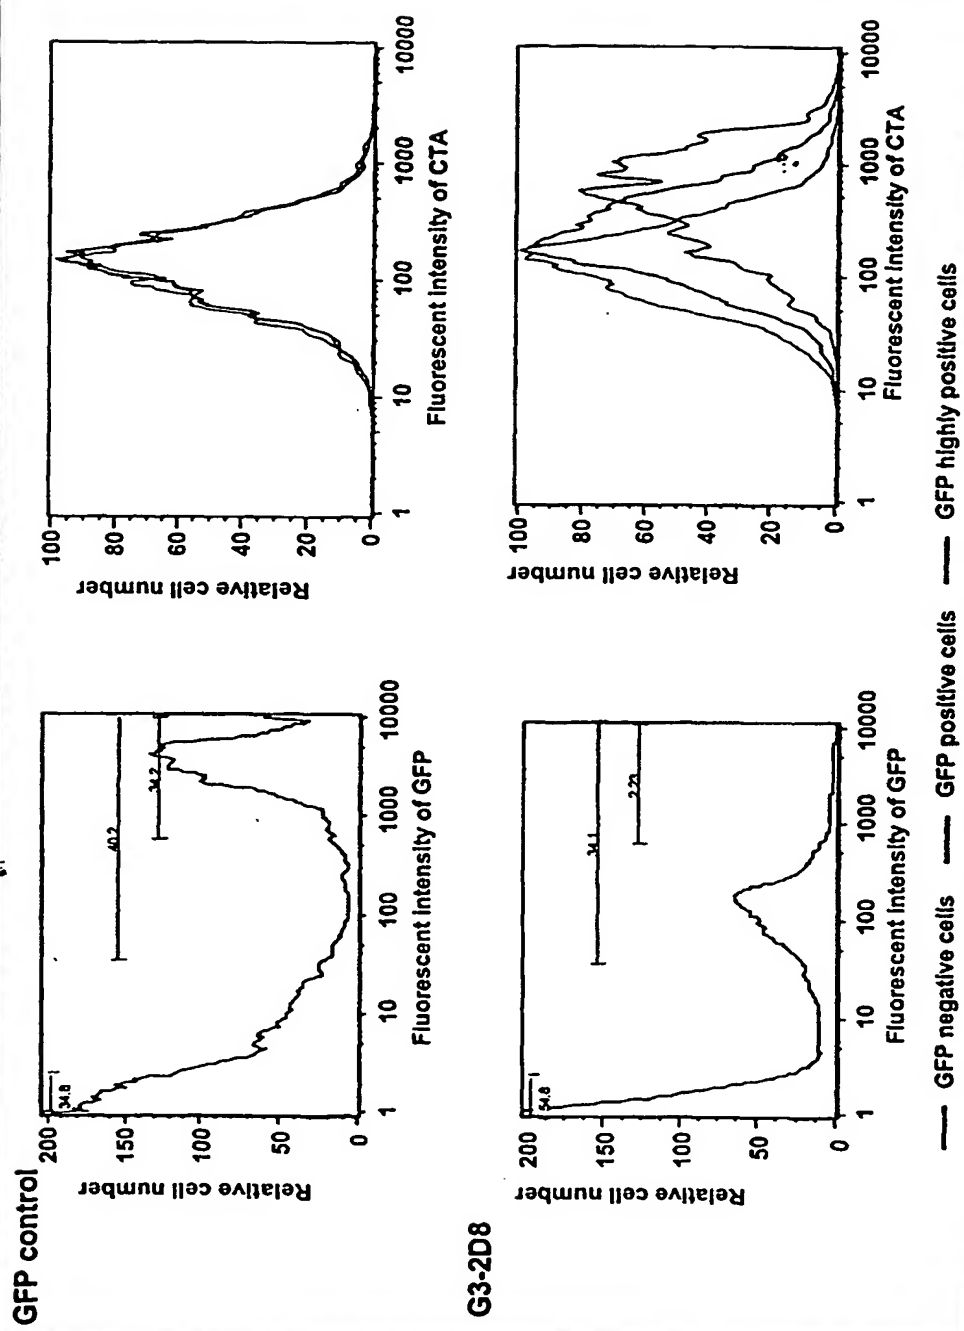 GFP control
200
150
100
50
0
Relative cell number
34.8
40.2
34.2
1 10 100 1000 10000
Fluorescent Intensity of GFP
100
80
60
40
20
0
Relative cell number
1 10 100 1000 10000
Fluorescent Intensity of CTA
G3-2D8
200
150
100
50
0
Relative cell number
54.8
34.1
2.23
1 10 100 1000 10000
Fluorescent Intensity of GFP
100
80
60
40
20
0
Relative cell number
1 10 100 1000 10000
Fluorescent Intensity of CTA
GFP negative cells GFP positive cells GFP highly positive cells